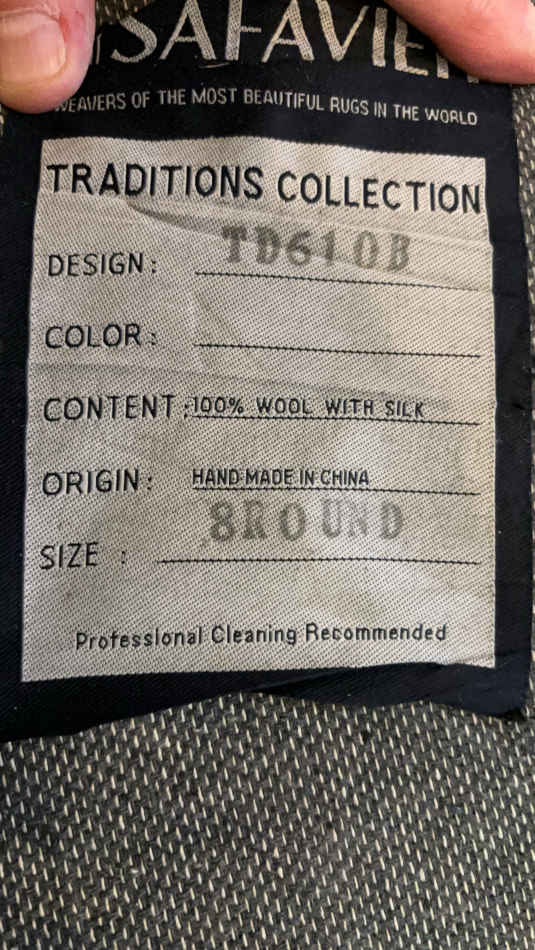 SAFAVIEH
WEAVERS OF THE MOST BEAUTIFUL RUGS IN THE WORLD
TRADITIONS COLLECTION
DESIGN: TD610B
COLOR:
CONTENT: 100% WOOL WITH SILK
ORIGIN: HAND MADE IN CHINA
SIZE : 8ROUND
Professional Cleaning Recommended